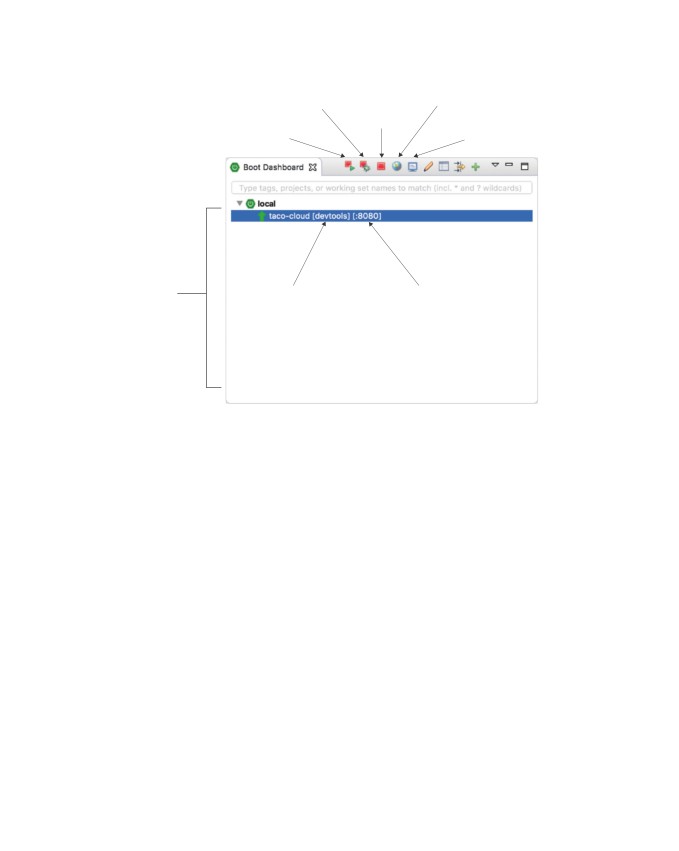 Boot Dashboard
Type tags, projects, or working set names to match (incl. * and ? wildcards)
local
taco-cloud [devtools] [:8080]